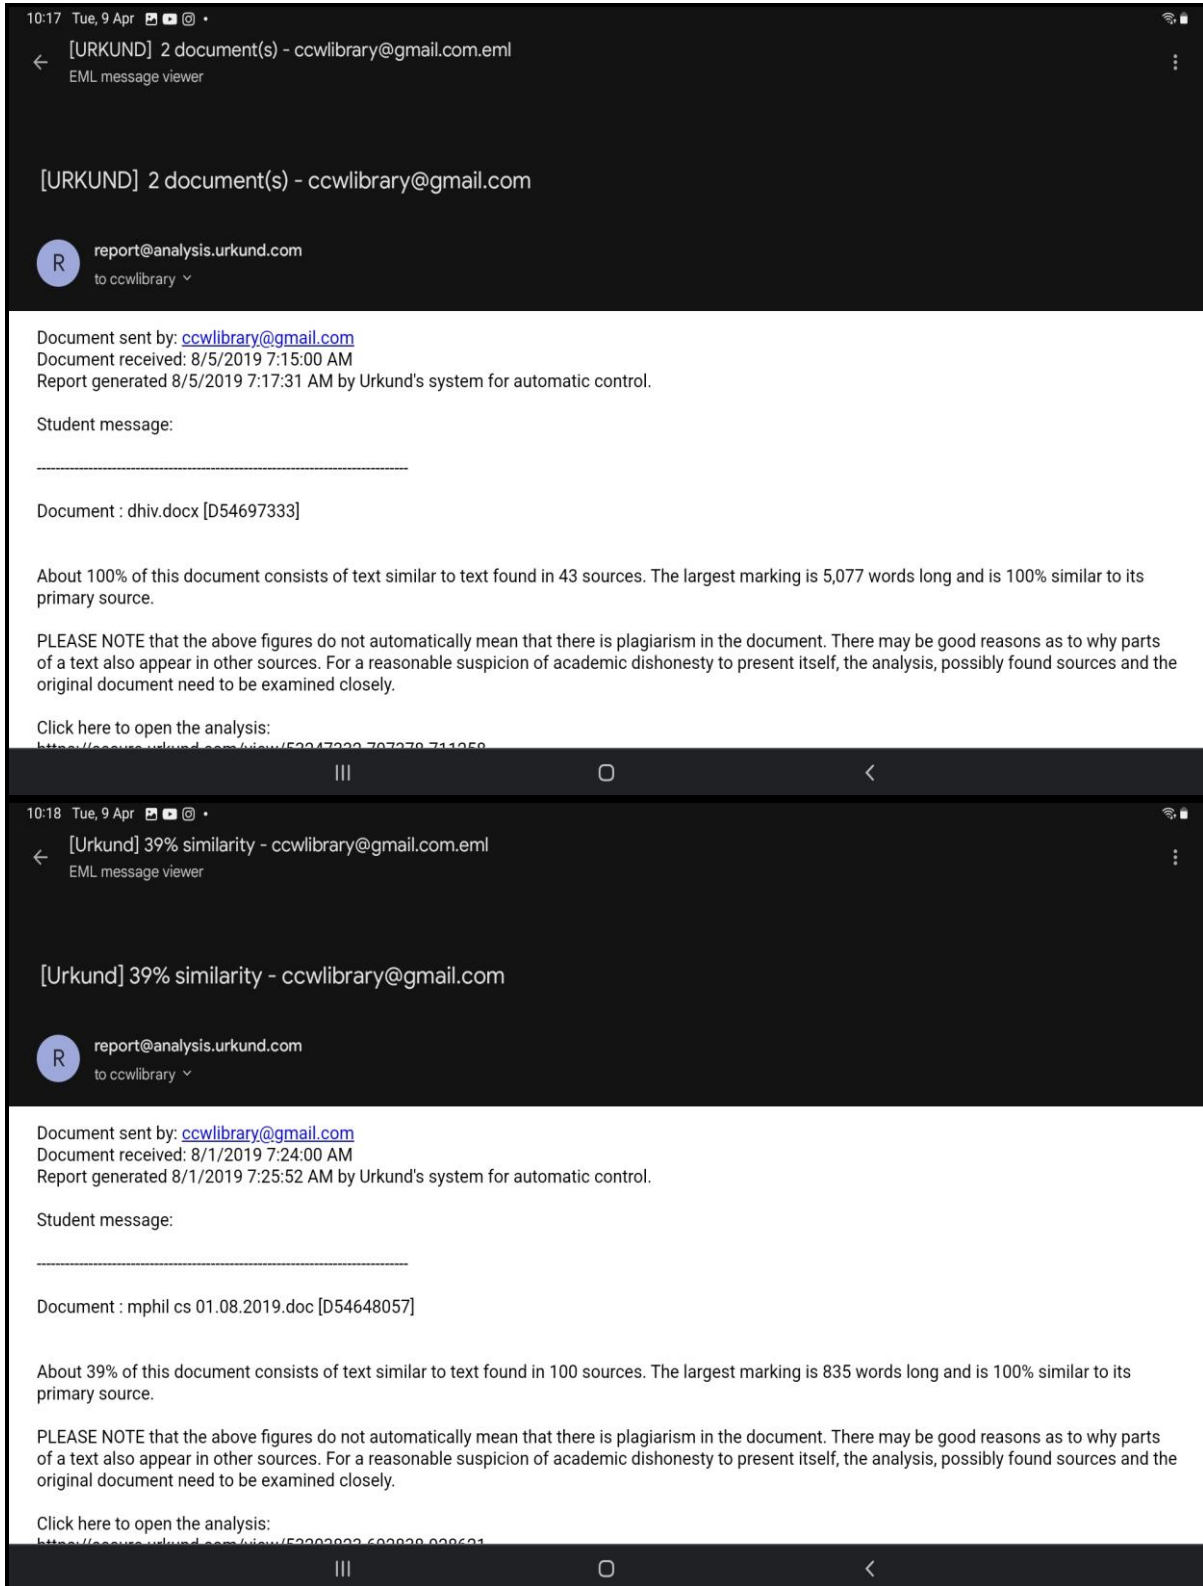 10:17 Tue, 9 Apr
[URKUND] 2 document(s) - ccwlibrary@gmail.com.eml
EML message viewer
[URKUND] 2 document(s) - ccwlibrary@gmail.com
R
report@analysis.urkund.com
to ccwlibrary
Document sent by: ccwlibrary@gmail.com
Document received: 8/5/2019 7:15:00 AM
Report generated 8/5/2019 7:17:31 AM by Urkund's system for automatic control.
Student message:
--------------------------------------------------------------------------------
Document : dhiv.docx [D54697333]
About 100% of this document consists of text similar to text found in 43 sources. The largest marking is 5,077 words long and is 100% similar to its
primary source.
PLEASE NOTE that the above figures do not automatically mean that there is plagiarism in the document. There may be good reasons as to why parts
of a text also appear in other sources. For a reasonable suspicion of academic dishonesty to present itself, the analysis, possibly found sources and the
original document need to be examined closely.
Click here to open the analysis:
10:18 Tue, 9 Apr
[Urkund] 39% similarity - ccwlibrary@gmail.com.eml
EML message viewer
[Urkund] 39% similarity - ccwlibrary@gmail.com
R
report@analysis.urkund.com
to ccwlibrary
Document sent by: ccwlibrary@gmail.com
Document received: 8/1/2019 7:24:00 AM
Report generated 8/1/2019 7:25:52 AM by Urkund's system for automatic control.
Student message:
--------------------------------------------------------------------------------
Document : mphil cs 01.08.2019.doc [D54648057]
About 39% of this document consists of text similar to text found in 100 sources. The largest marking is 835 words long and is 100% similar to its
primary source.
PLEASE NOTE that the above figures do not automatically mean that there is plagiarism in the document. There may be good reasons as to why parts
of a text also appear in other sources. For a reasonable suspicion of academic dishonesty to present itself, the analysis, possibly found sources and the
original document need to be examined closely.
Click here to open the analysis: